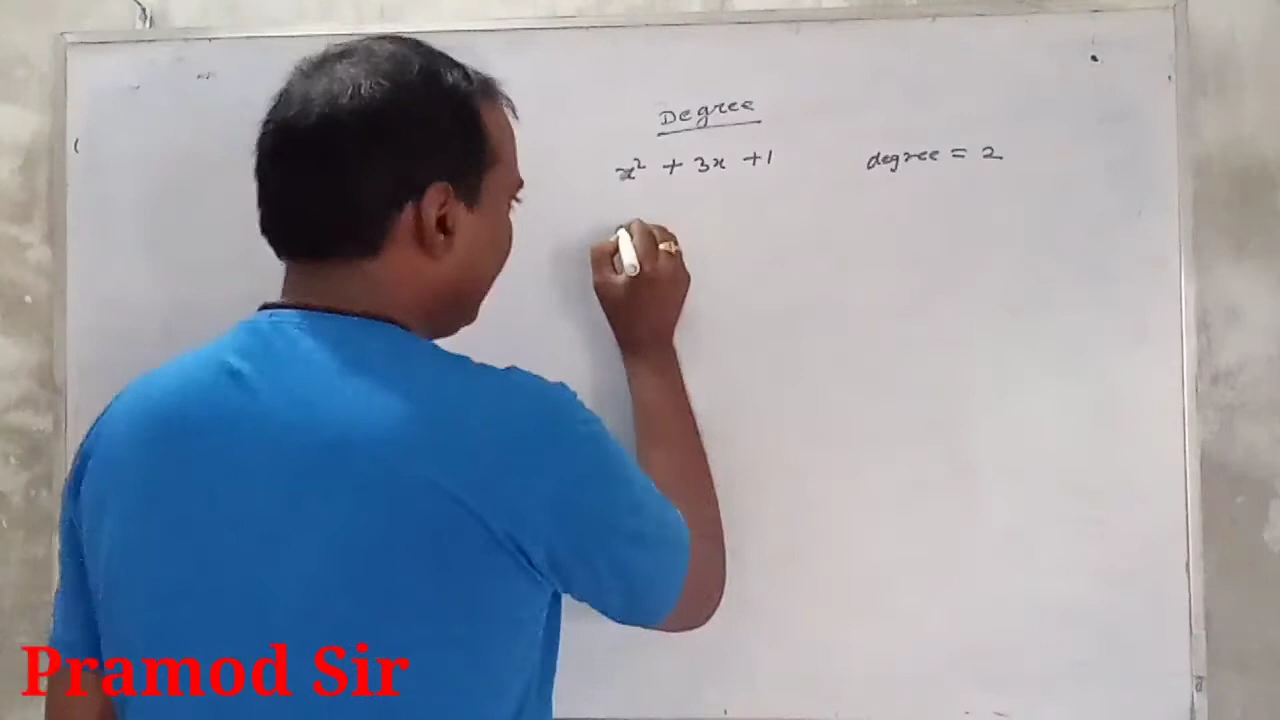 Degree
x² + 3x + 1 degree = 2
Pramod Sir